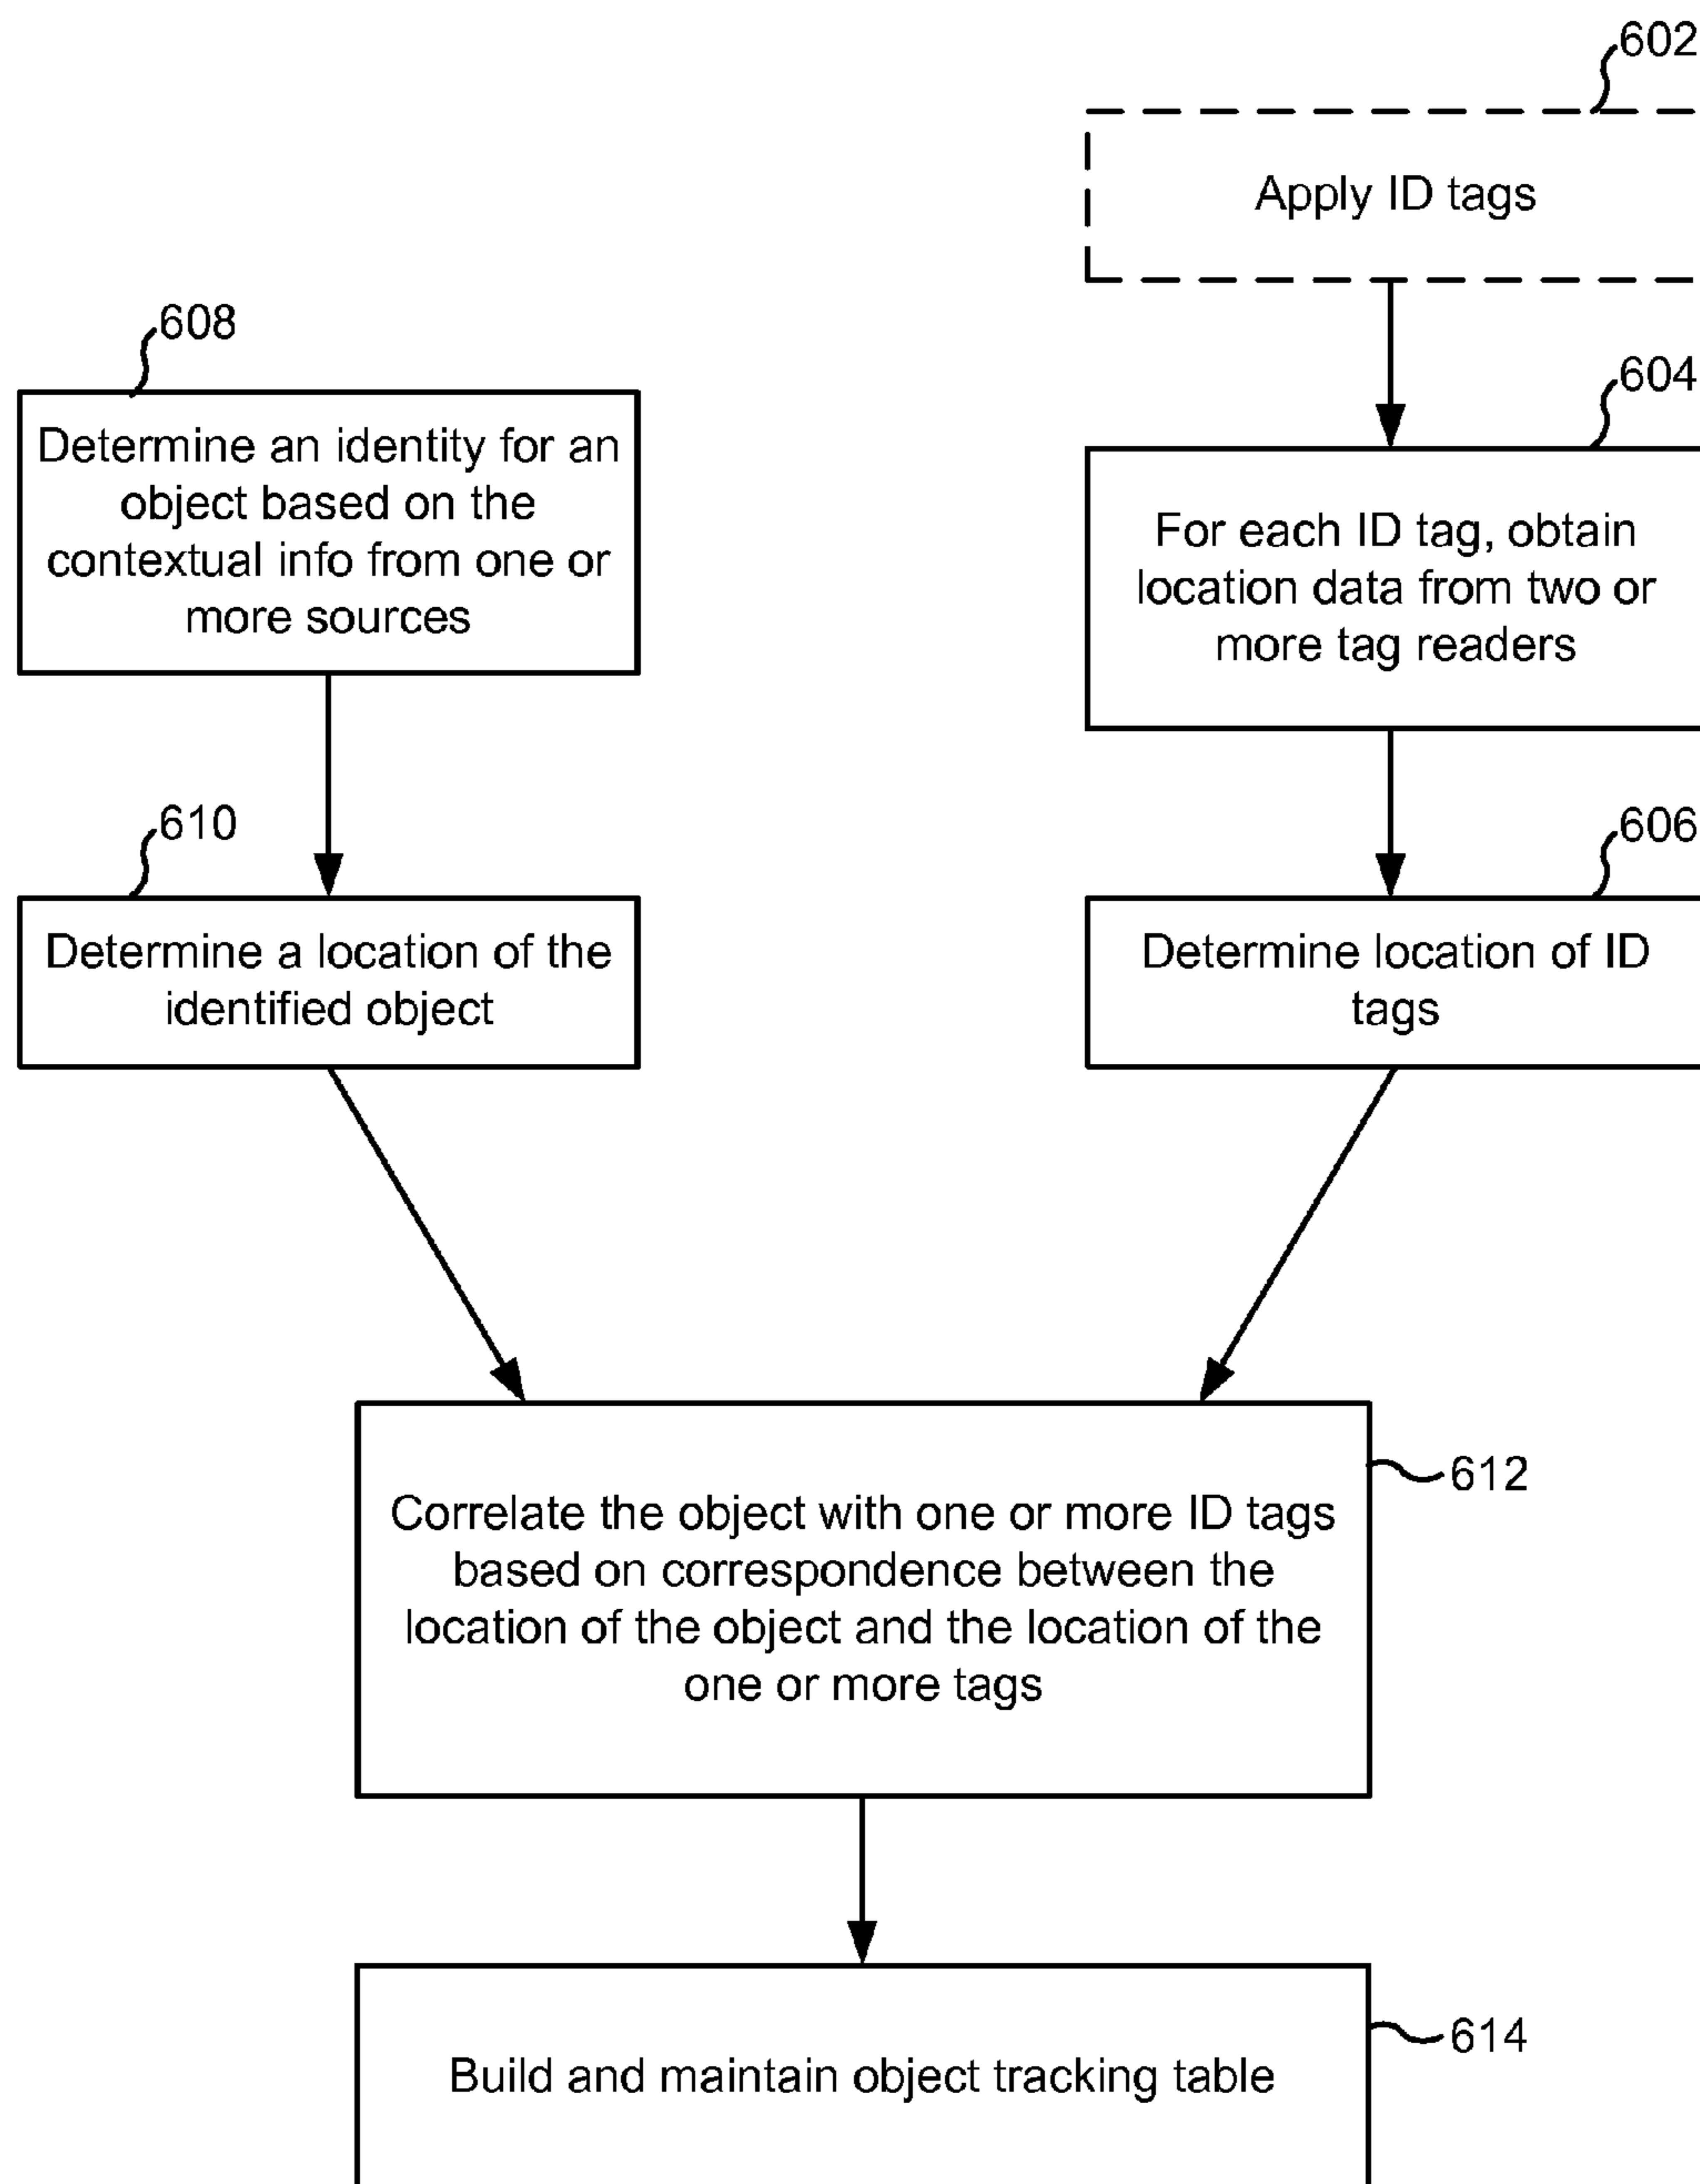 602
Apply ID tags
608
Determine an identity for an
object based on the
contextual info from one or
more sources
604
For each ID tag, obtain
location data from two or
more tag readers
610
Determine a location of the
identified object
606
Determine location of ID
tags
612
Correlate the object with one or more ID tags
based on correspondence between the
location of the object and the location of the
one or more tags
614
Build and maintain object tracking table